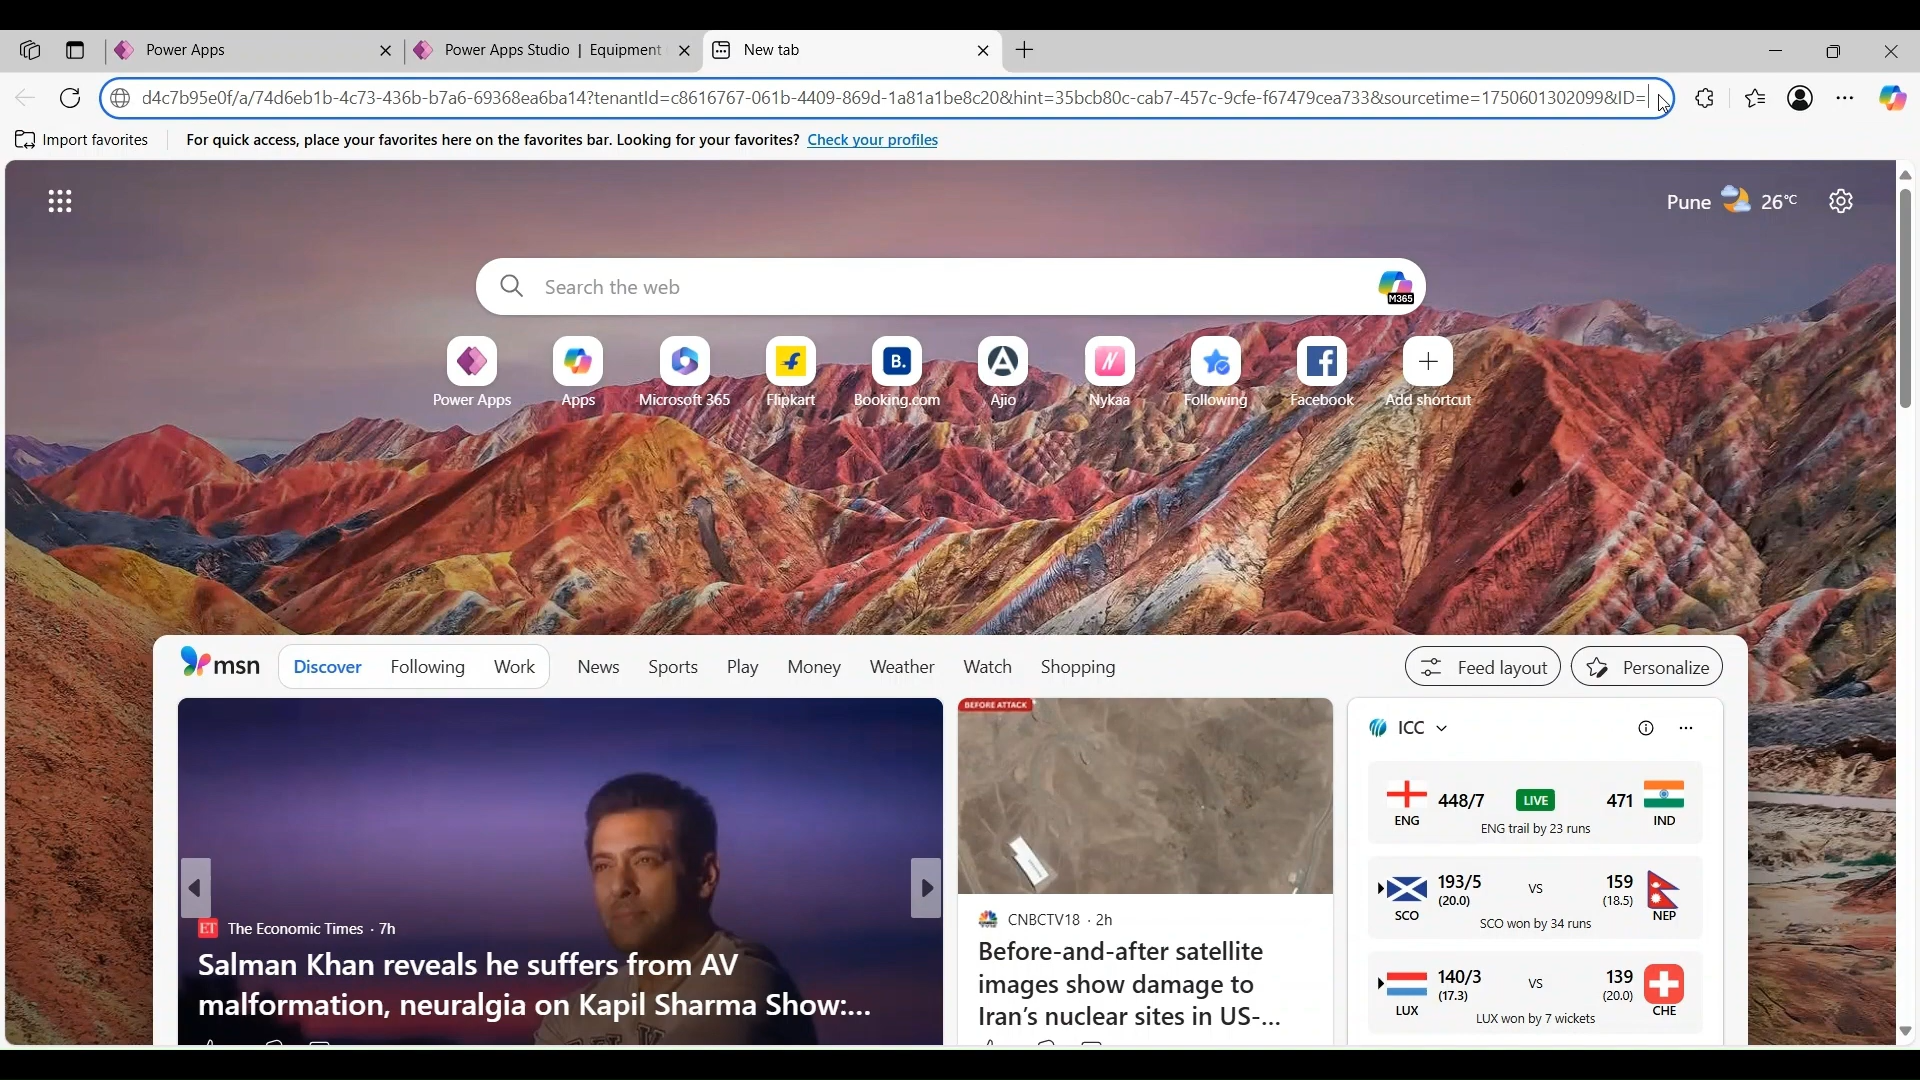 Power Apps
Power Apps Studio | Equipment
New tab
d4c7b95e0f/a/74d6eb1b-4c73-436b-b7a6-69368ea6ba14?tenantId=c8616767-061b-4409-869d-1a81a1be8c20&hint=35bcb80c-cab7-457c-9cfe-f67479cea733&sourcetime=1750601302099&ID=
Import favorites
For quick access, place your favorites here on the favorites bar. Looking for your favorites? Check your profiles
Pune 26°C
Search the web
M365
Power Apps
Apps
Microsoft 365
Flipkart
B.
Booking.com
Ajio
N
Nykaa
Following
Facebook
Add shortcut
msn
Discover
Following
Work
News
Sports
Play
Money
Weather
Watch
Shopping
Feed layout
Personalize
ET The Economic Times · 7h
Salman Khan reveals he suffers from AV
malformation, neuralgia on Kapil Sharma Show:...
BEFORE ATTACK
CNBCTV18 · 2h
Before-and-after satellite
images show damage to
Iran's nuclear sites in US-...
ICC
448/7 LIVE 471
ENG IND
ENG trail by 23 runs
193/5 VS 159
(20.0) (18.5)
SCO NEP
SCO won by 34 runs
140/3 VS 139
(17.3) (20.0)
LUX CHE
LUX won by 7 wickets